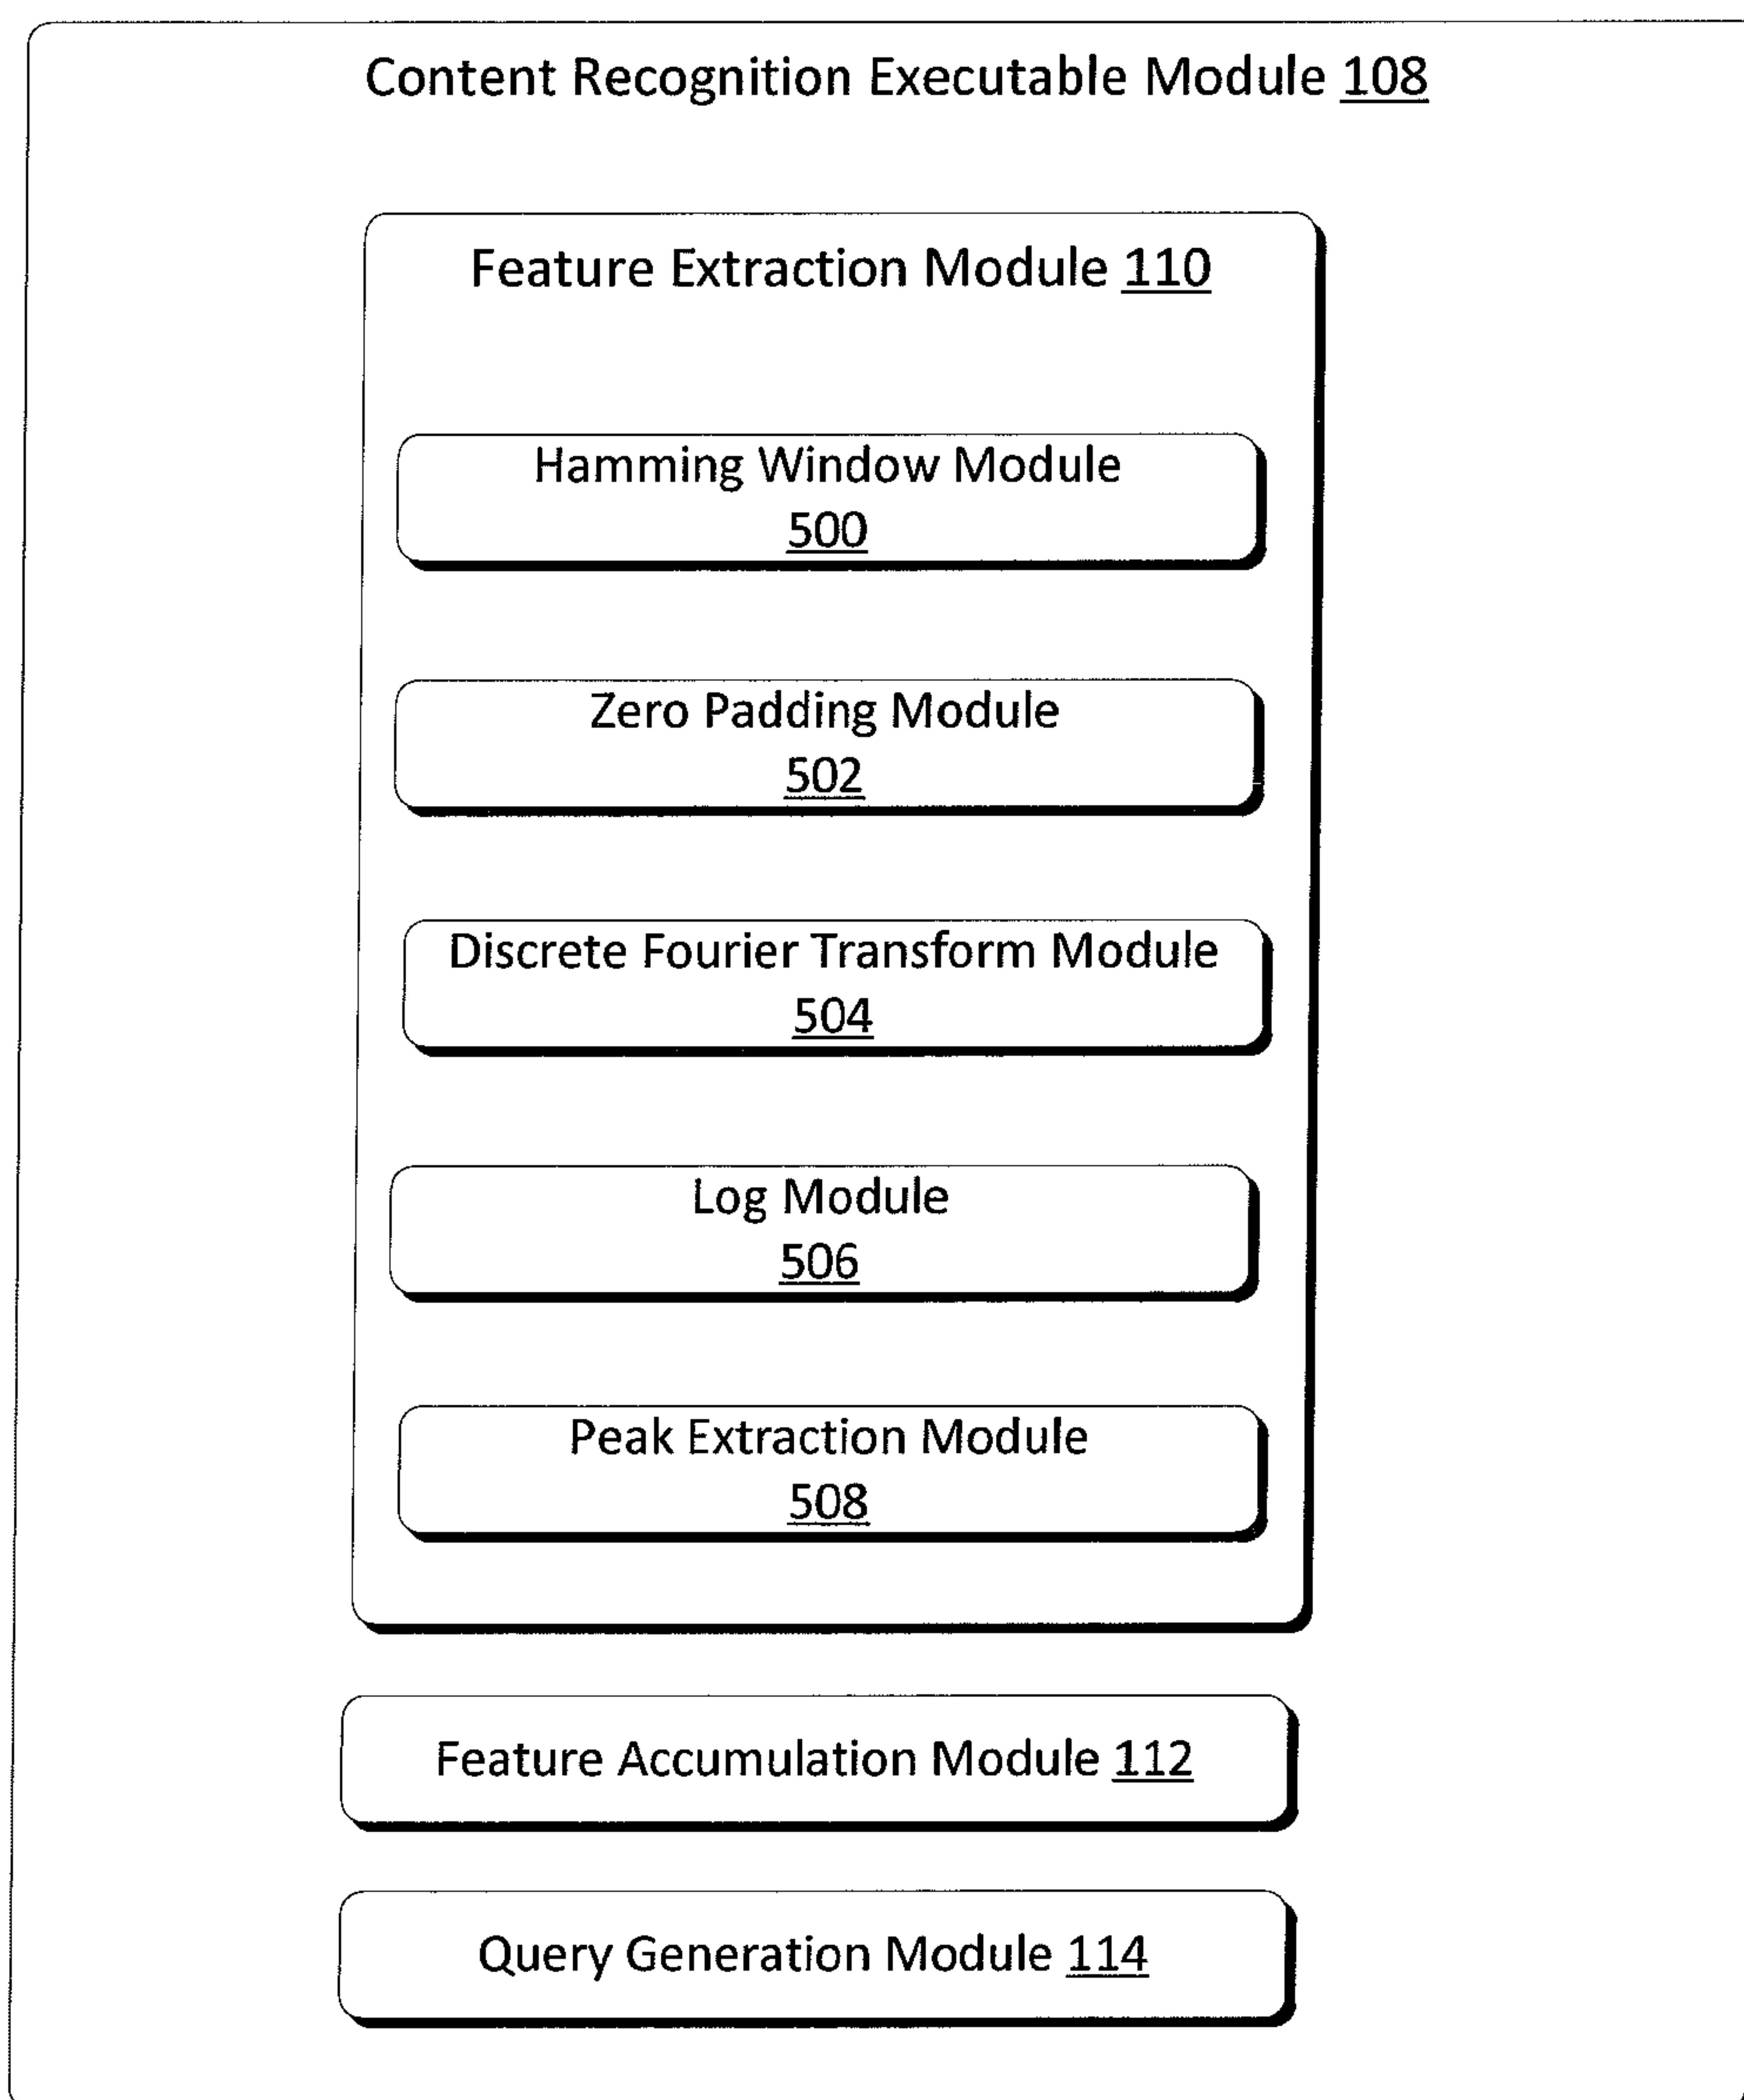 Content Recognition Executable Module 108
Feature Extraction Module 110
Hamming Window Module
500
Zero Padding Module
502
Discrete Fourier Transform Module
504
Log Module
506
Peak Extraction Module
508
Feature Accumulation Module 112
Query Generation Module 114